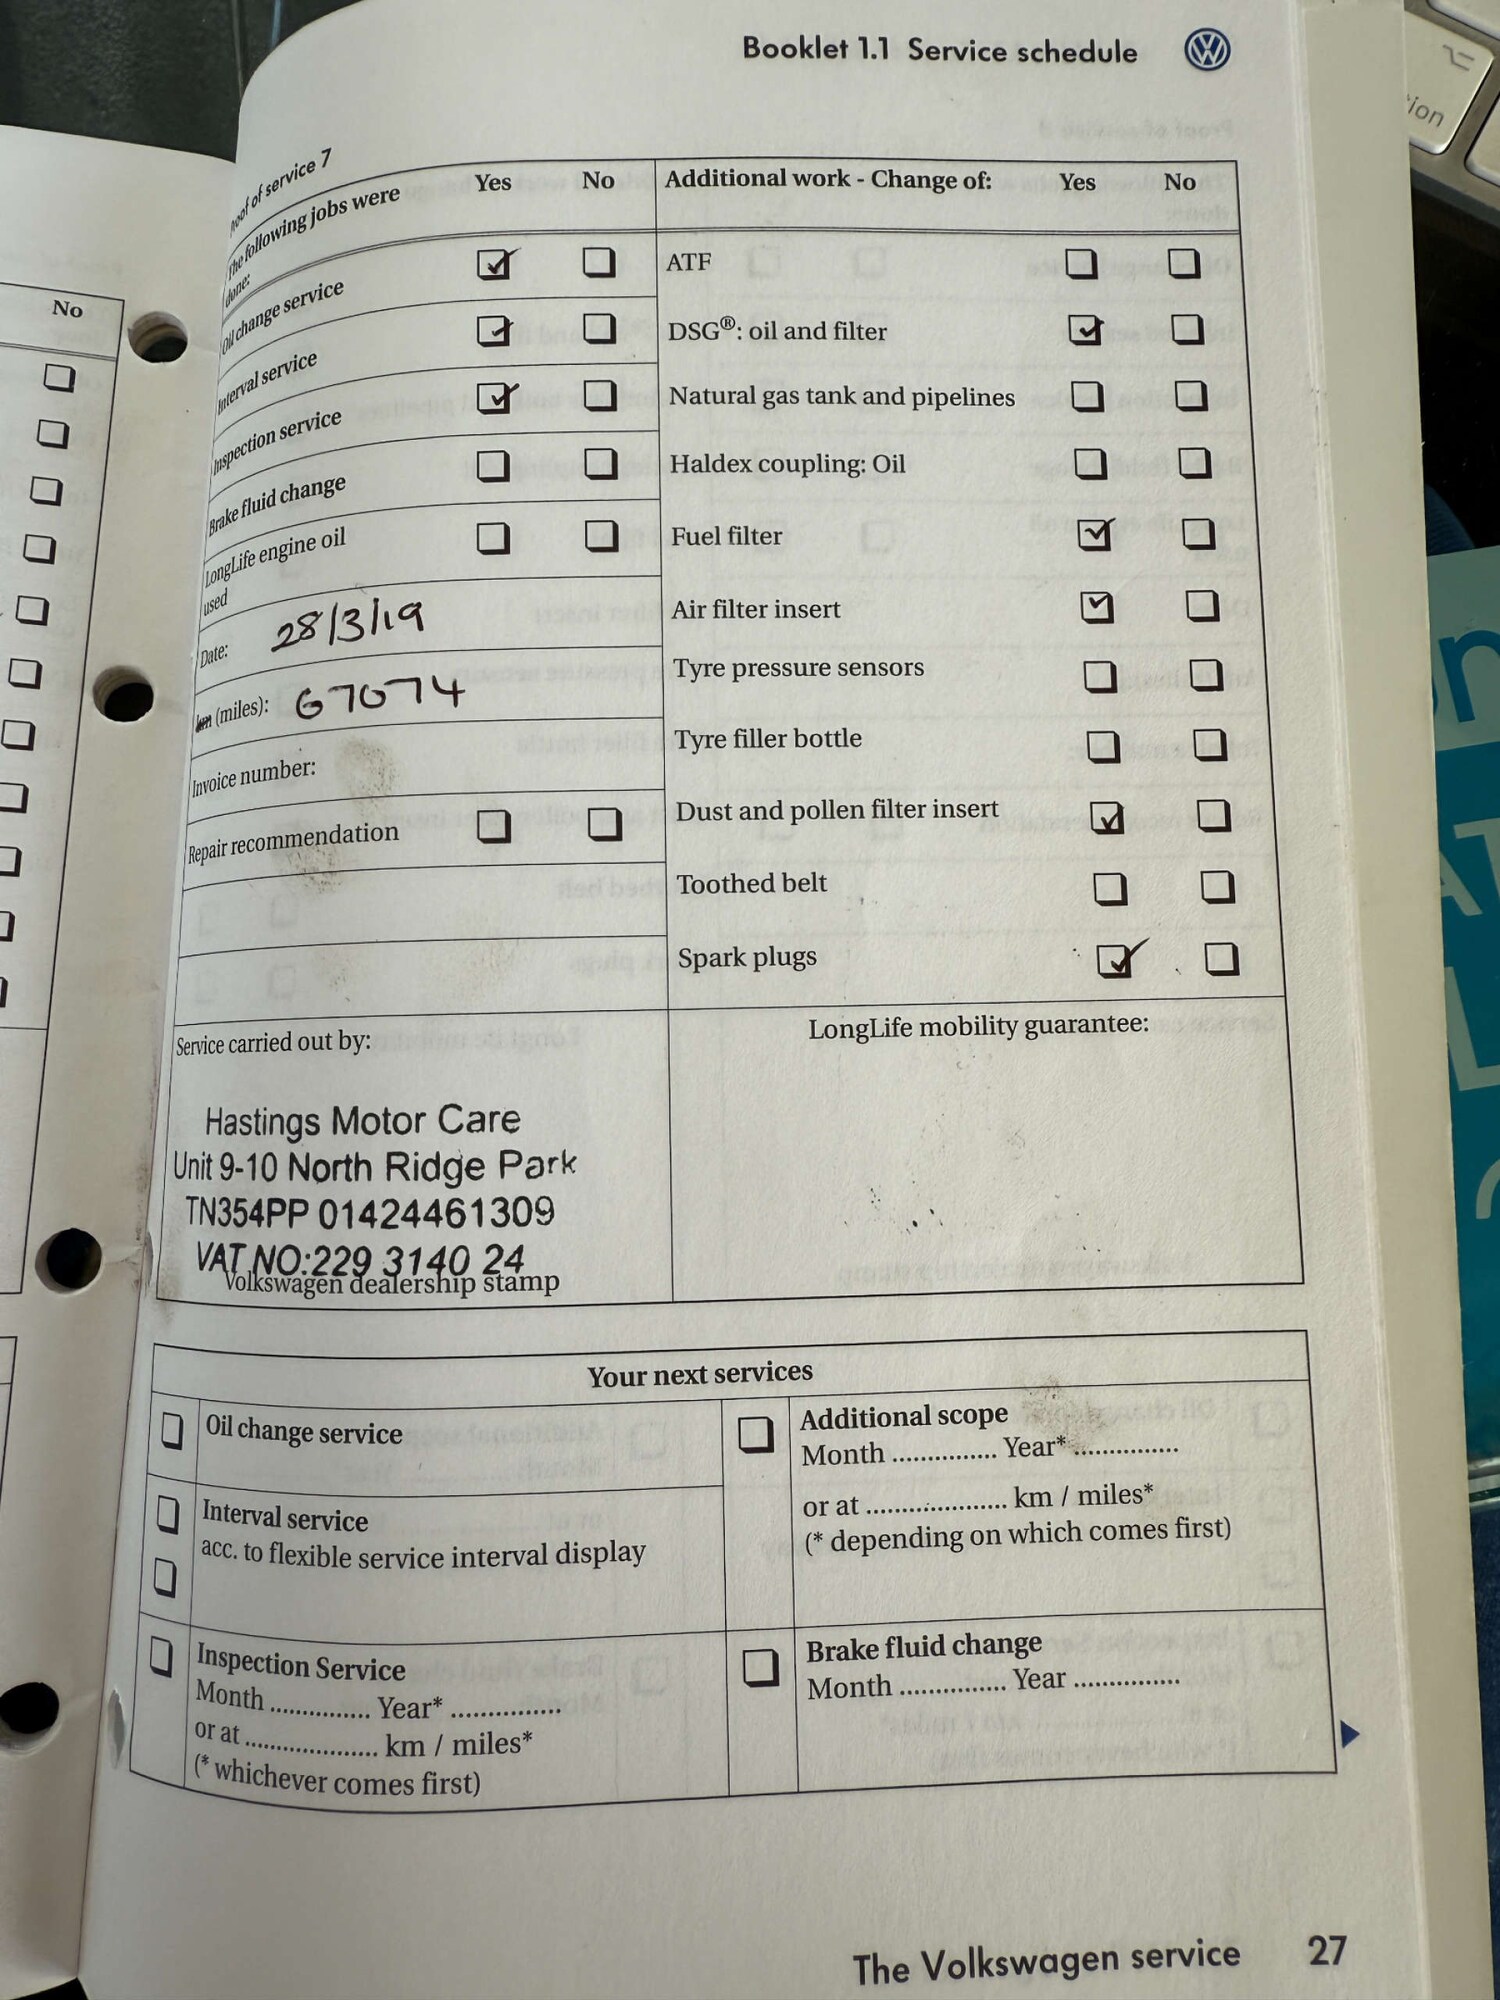 Booklet 1.1 Service schedule
Proof of service 7
The following jobs were done:
Yes No
Oil change service
Interval service
Inspection service
Brake fluid change
LongLife engine oil used
Date: 28/3/19
km (miles): 67074
Invoice number:
Repair recommendation
Additional work - Change of: Yes No
ATF
DSG®: oil and filter
Natural gas tank and pipelines
Haldex coupling: Oil
Fuel filter
Air filter insert
Tyre pressure sensors
Tyre filler bottle
Dust and pollen filter insert
Toothed belt
Spark plugs
Service carried out by:
Hastings Motor Care
Unit 9-10 North Ridge Park
TN354PP 01424461309
VAT NO:229 3140 24
Volkswagen dealership stamp
LongLife mobility guarantee:
Your next services
Oil change service
Interval service
acc. to flexible service interval display
Inspection Service
Month ............... Year* ................
or at .................... km / miles*
(* whichever comes first)
Additional scope
Month ............... Year* ...............
or at ..................... km / miles*
(* depending on which comes first)
Brake fluid change
Month ............... Year ...............
The Volkswagen service 27
No